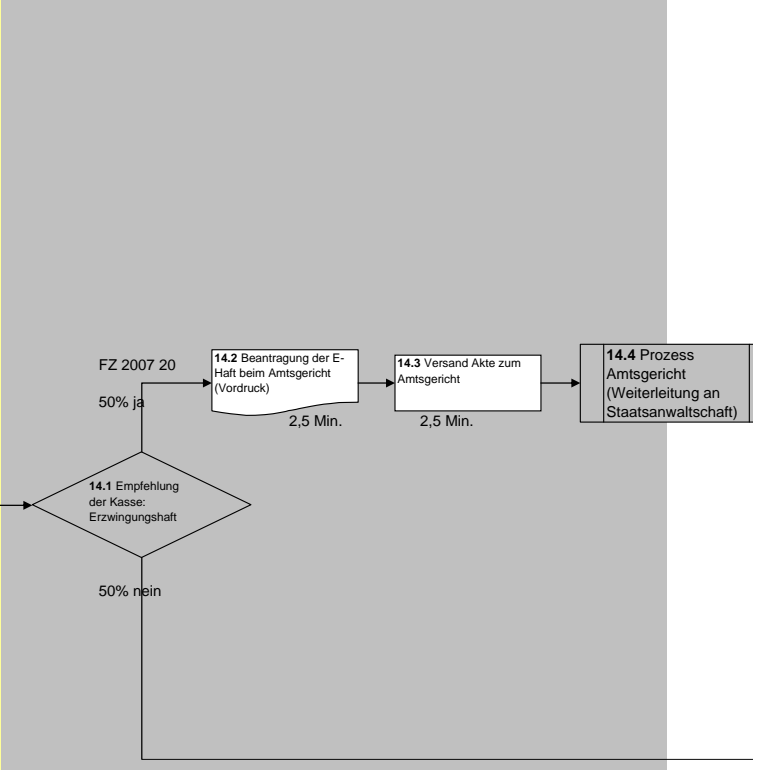 FZ 2007 20
50% ja
14.2 Beantragung der E-
Haft beim Amtsgericht
(Vordruck)
2,5 Min.
14.3 Versand Akte zum
Amtsgericht
2,5 Min.
14.4 Prozess
Amtsgericht
(Weiterleitung an
Staatsanwaltschaft)
14.1 Empfehlung
der Kasse:
Erzwingungshaft
50% nein